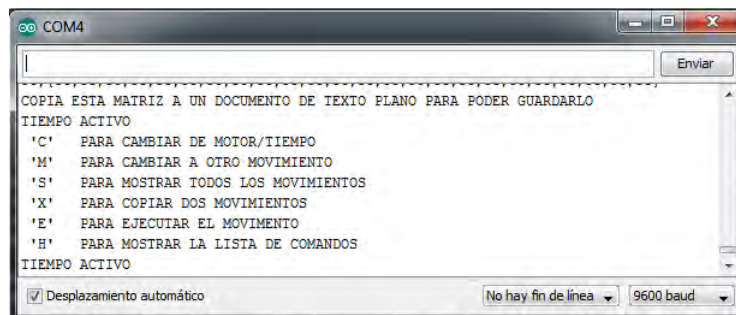 COM4
Enviar
COPIA ESTA MATRIZ A UN DOCUMENTO DE TEXTO PLANO PARA PODER GUARDARLO
TIEMPO ACTIVO
'C' PARA CAMBIAR DE MOTOR/TIEMPO
'M' PARA CAMBIAR A OTRO MOVIMIENTO
'S' PARA MOSTRAR TODOS LOS MOVIMIENTOS
'X' PARA COPIAR DOS MOVIMIENTOS
'E' PARA EJECUTAR EL MOVIMENTO
'H' PARA MOSTRAR LA LISTA DE COMANDOS
TIEMPO ACTIVO
Desplazamiento automático No hay fin de línea 9600 baud